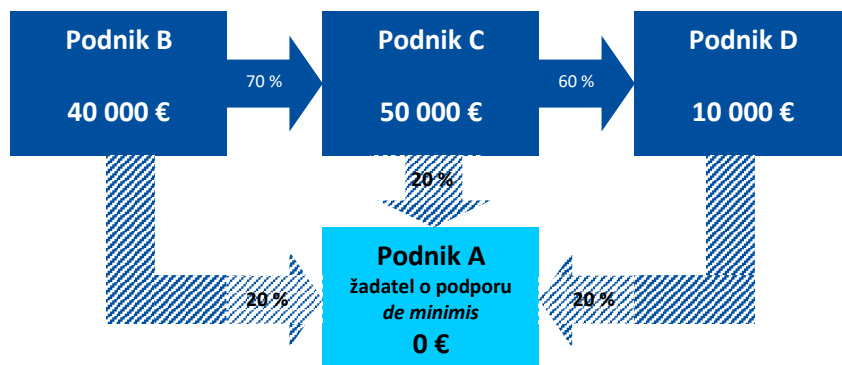 Podnik B
40 000 €
70 %
Podnik C
50 000 €
60 %
Podnik D
10 000 €
20 %
Podnik A
žadatel o podporu
de minimis
0 €
20 %
20 %